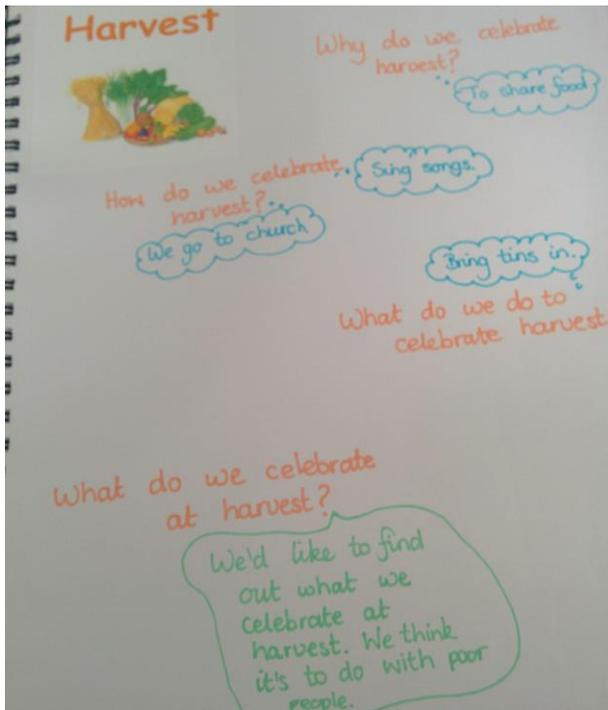 Harvest
Why do we celebrate
harvest?
To share food
How do we celebrate
harvest?
Sing songs.
We go to church
Bring tins in.
What do we do to
celebrate harvest
What do we celebrate
at harvest?
We'd like to find
out what we
celebrate at
harvest. We think
it's to do with poor
people.